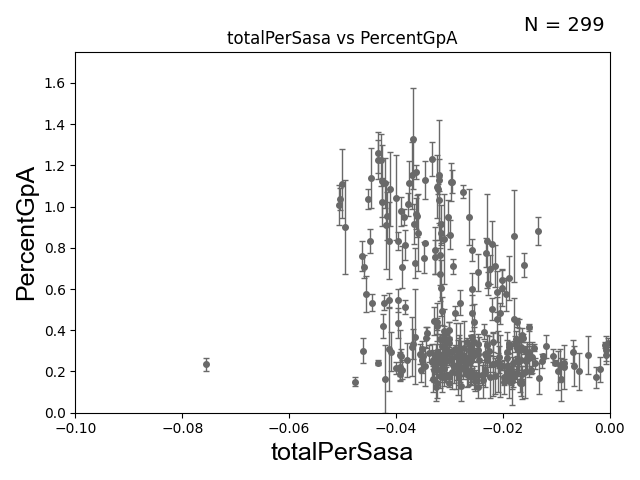 N = 299
totalPerSasa vs PercentGpA
PercentGpA
1.6
1.4
1.2
1.0
0.8
0.6
0.4
0.2
0.0
−0.10 −0.08 −0.06 −0.04 −0.02 0.00
totalPerSasa